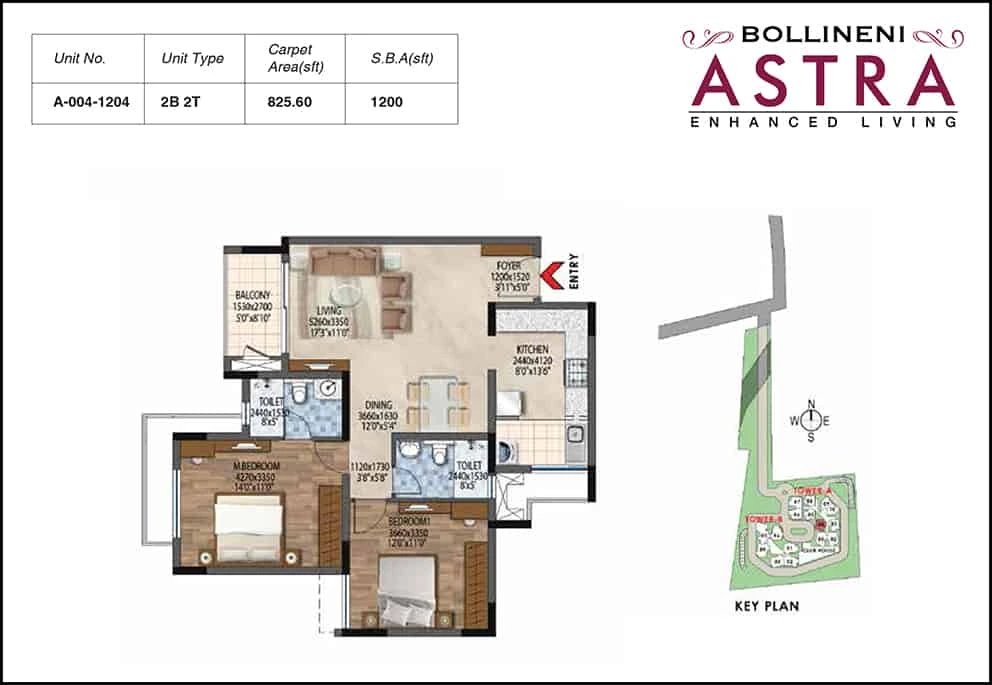 Unit No. Unit Type Carpet Area(sft) S.B.A(sft)
A-004-1204 2B 2T 825.60 1200
BOLLINENI
ASTRA
ENHANCED LIVING
BALCONY
1530x2700
5'0"x8'10"
LIVING
5260x3350
17'3"x11'0"
FOYER
1200x1520
3'11"x5'0"
ENTRY
KITCHEN
2440x4120
8'0"x13'6"
TOILET
2440x1530
8'x5'
DINING
3660x1630
12'0"x5'4"
1120x1730
3'8"x5'8"
TOILET
2440x1530
8'x5'
M.BEDROOM
4270x3350
14'0"x11'0"
BEDROOM1
3660x3350
12'0"x11'0"
N
W E
S
TOWER-A
TOWER-B
CLUB HOUSE
KEY PLAN